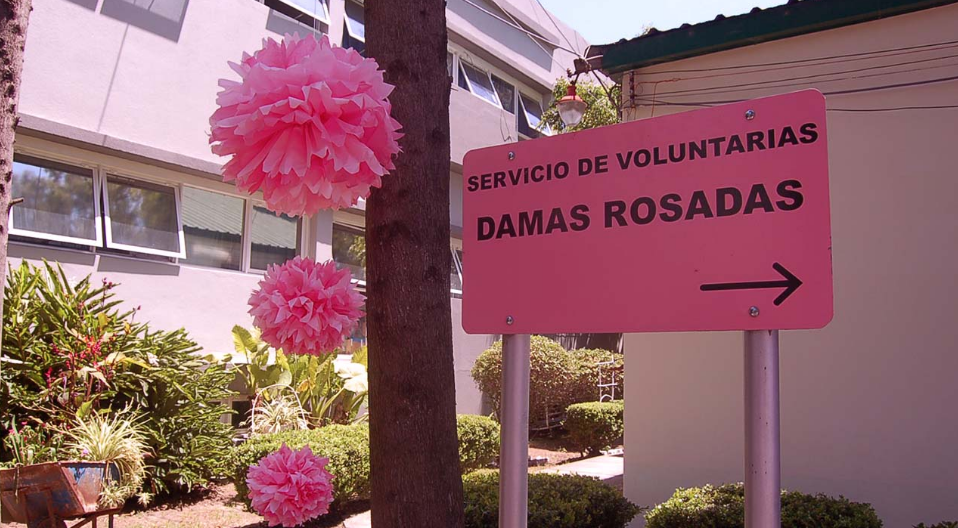 SERVICIO DE VOLUNTARIAS
DAMAS ROSADAS